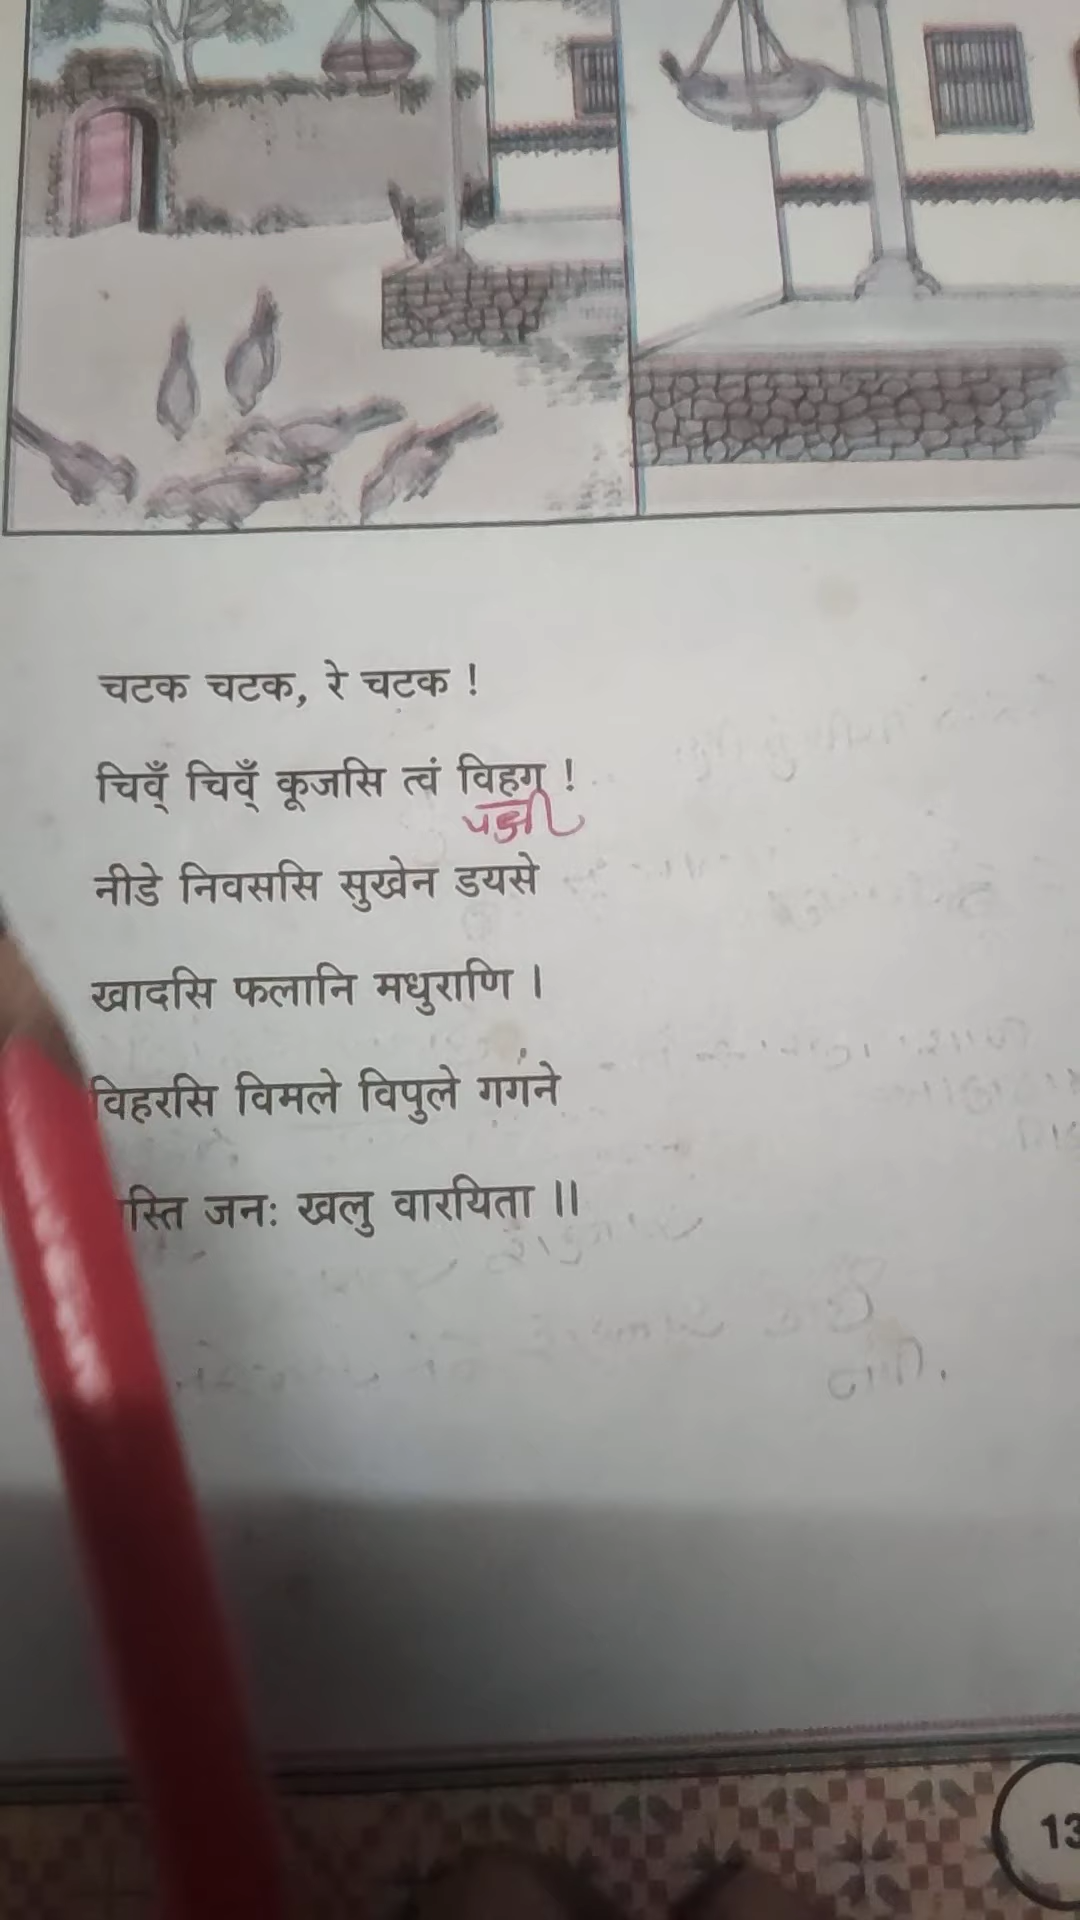 चटक चटक, रे चटक !
चिवँ् चिवँ् कूजसि त्वं विहग !
पक्षी
नीडे निवससि सुखेन डयसे
खादसि फलानि मधुराणि ।
विहरसि विमले विपुले गगने
स्ति जनः खलु वारयिता ॥
13